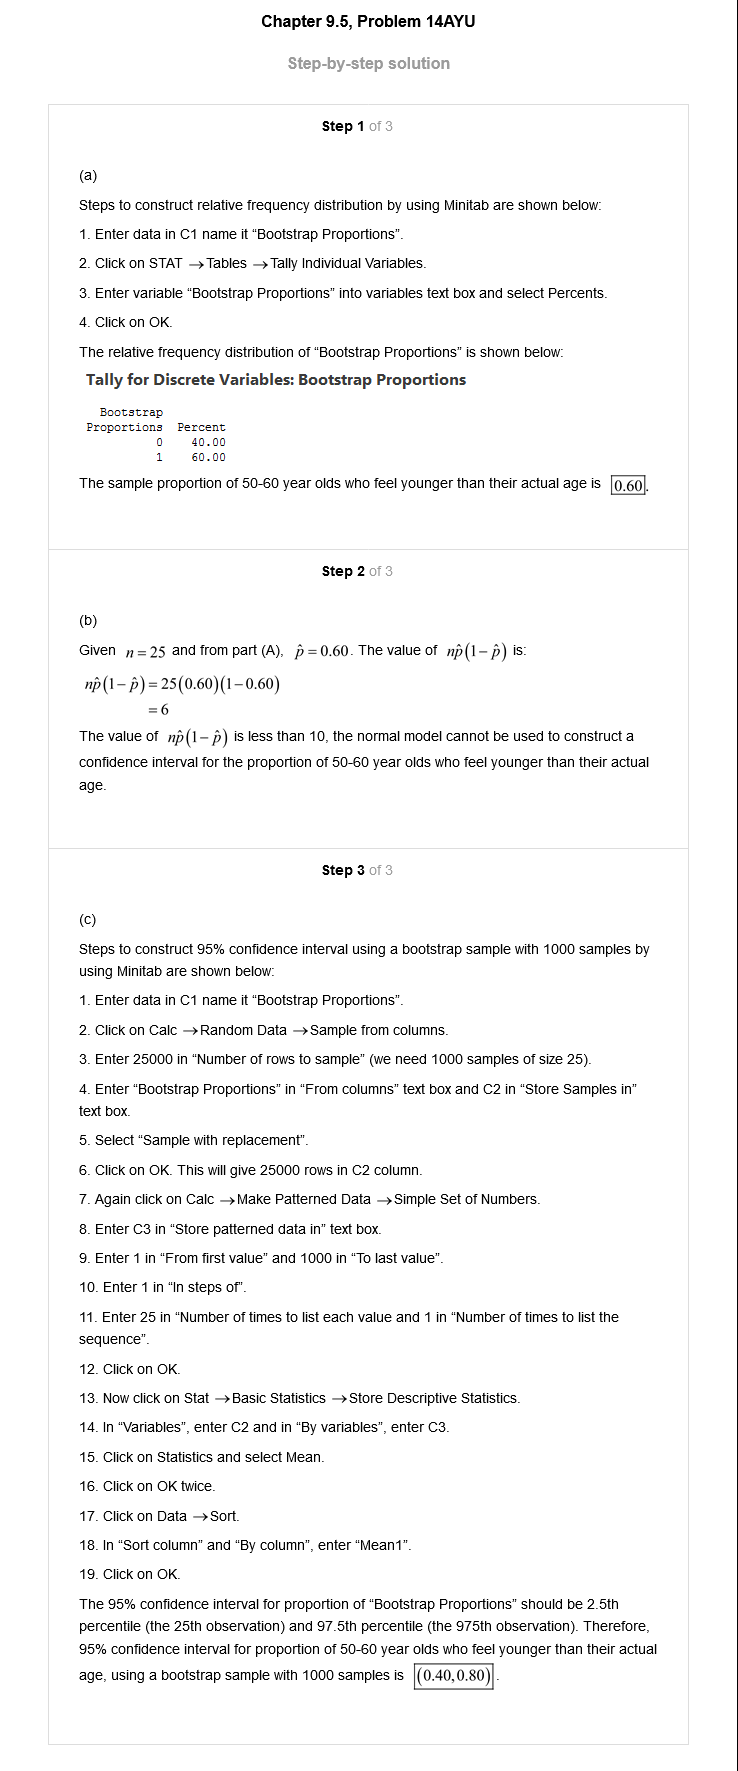 Chapter 9.5, Problem 14AYU
Step-by-step solution
Step 1 of 3
(a)
Steps to construct relative frequency distribution by using Minitab are shown below:
1. Enter data in C1 name it “Bootstrap Proportions”.
2. Click on STAT →Tables →Tally Individual Variables.
3. Enter variable “Bootstrap Proportions” into variables text box and select Percents.
4. Click on OK.
The relative frequency distribution of “Bootstrap Proportions” is shown below:
Tally for Discrete Variables: Bootstrap Proportions
Bootstrap
Proportions Percent
0 40.00
1 60.00
The sample proportion of 50-60 year olds who feel younger than their actual age is 0.60.
Step 2 of 3
(b)
Given n = 25 and from part (A), p̂ = 0.60. The value of np̂(1−p̂) is:
np̂(1−p̂) = 25(0.60)(1−0.60)
= 6
The value of np̂(1−p̂) is less than 10, the normal model cannot be used to construct a
confidence interval for the proportion of 50-60 year olds who feel younger than their actual
age.
Step 3 of 3
(c)
Steps to construct 95% confidence interval using a bootstrap sample with 1000 samples by
using Minitab are shown below:
1. Enter data in C1 name it “Bootstrap Proportions”.
2. Click on Calc →Random Data →Sample from columns.
3. Enter 25000 in “Number of rows to sample” (we need 1000 samples of size 25).
4. Enter “Bootstrap Proportions” in “From columns” text box and C2 in “Store Samples in”
text box.
5. Select “Sample with replacement”.
6. Click on OK. This will give 25000 rows in C2 column.
7. Again click on Calc →Make Patterned Data →Simple Set of Numbers.
8. Enter C3 in “Store patterned data in” text box.
9. Enter 1 in “From first value” and 1000 in “To last value”.
10. Enter 1 in “In steps of”.
11. Enter 25 in “Number of times to list each value and 1 in “Number of times to list the
sequence”.
12. Click on OK.
13. Now click on Stat →Basic Statistics →Store Descriptive Statistics.
14. In “Variables”, enter C2 and in “By variables”, enter C3.
15. Click on Statistics and select Mean.
16. Click on OK twice.
17. Click on Data →Sort.
18. In “Sort column” and “By column”, enter “Mean1”.
19. Click on OK.
The 95% confidence interval for proportion of “Bootstrap Proportions” should be 2.5th
percentile (the 25th observation) and 97.5th percentile (the 975th observation). Therefore,
95% confidence interval for proportion of 50-60 year olds who feel younger than their actual
age, using a bootstrap sample with 1000 samples is (0.40,0.80).